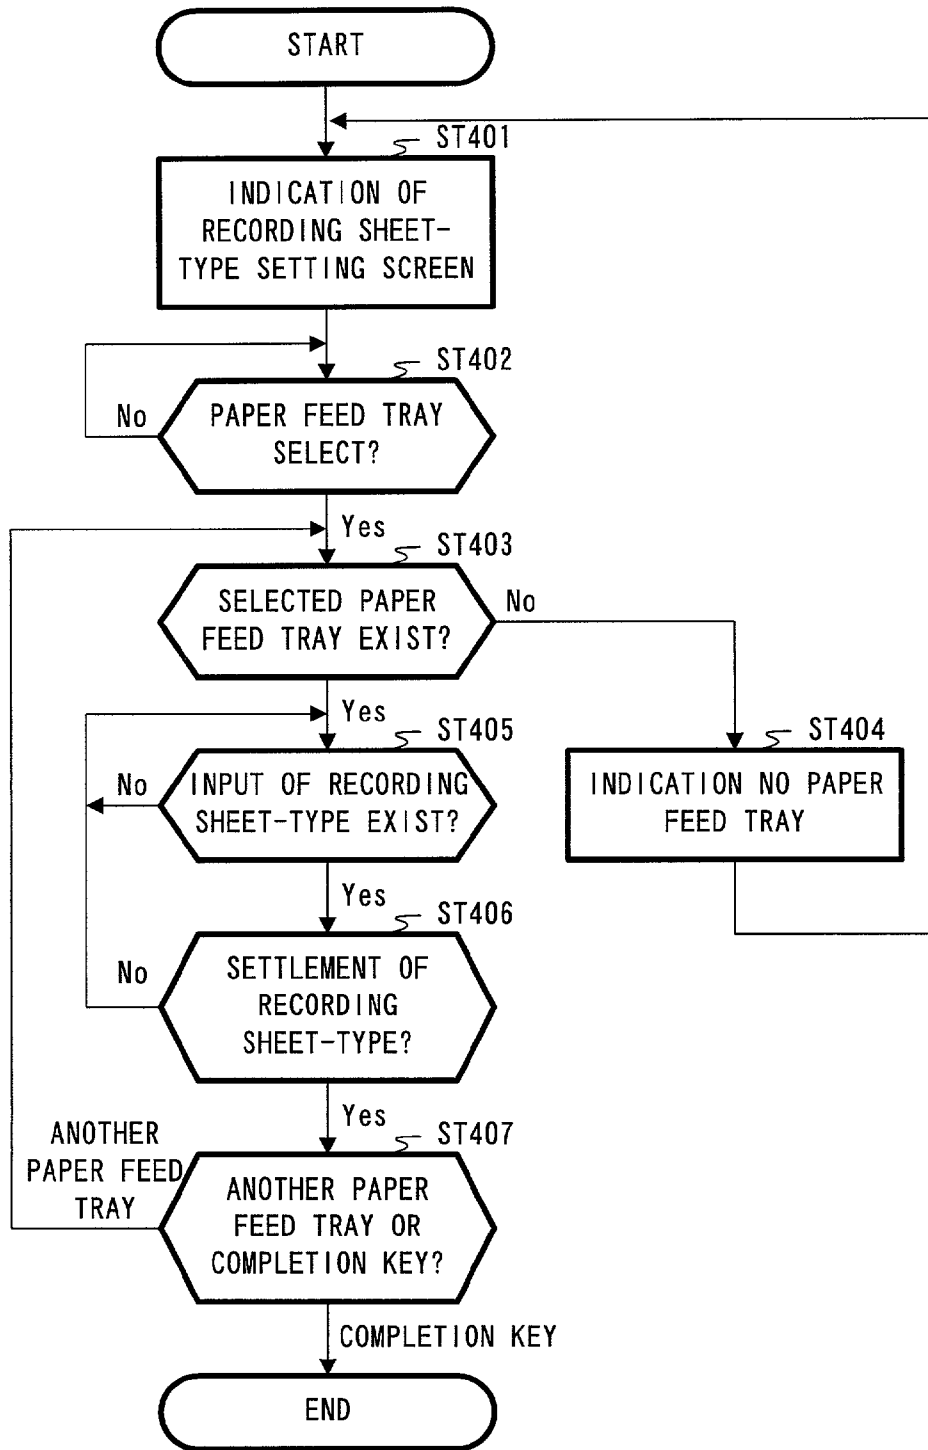 START
ST401
INDICATION OF
RECORDING SHEET-
TYPE SETTING SCREEN
ST402
No
PAPER FEED TRAY
SELECT?
Yes
ST403
SELECTED PAPER
FEED TRAY EXIST?
No
Yes
ST405
ST404
No
INPUT OF RECORDING
SHEET-TYPE EXIST?
INDICATION NO PAPER
FEED TRAY
Yes
ST406
No
SETTLEMENT OF
RECORDING
SHEET-TYPE?
Yes
ST407
ANOTHER
PAPER FEED
TRAY
ANOTHER PAPER
FEED TRAY OR
COMPLETION KEY?
COMPLETION KEY
END